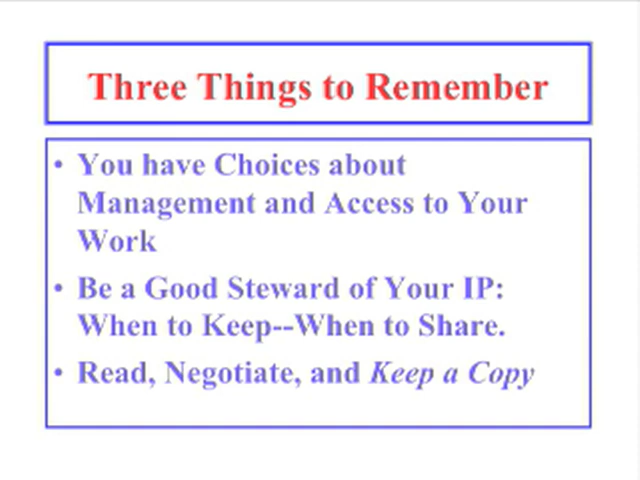 Three Things to Remember
• You have Choices about
Management and Access to Your
Work
• Be a Good Steward of Your IP:
When to Keep--When to Share.
• Read, Negotiate, and Keep a Copy